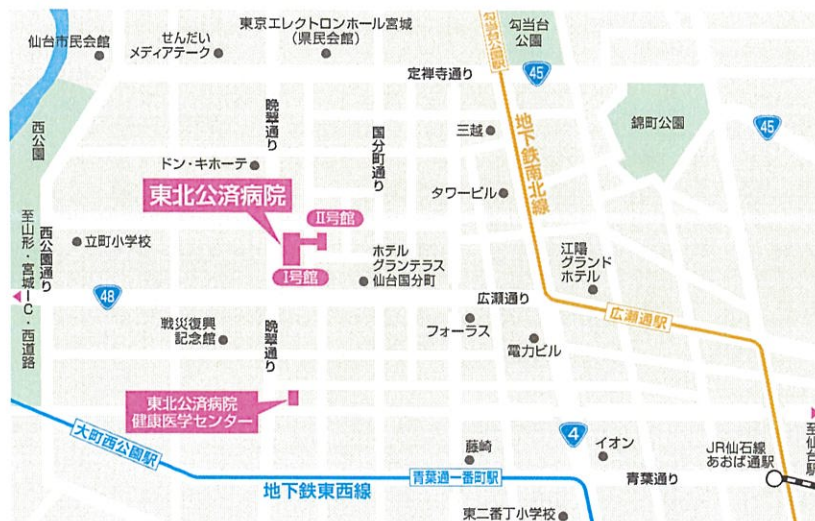 仙台市民会館
せんだい
メディアテーク
東京エレクトロンホール宮城
(県民会館)
勾当台公園駅
勾当台
公園
45
定禅寺通り
西公園
晩翠通り
国分町通り
三越
地下鉄南北線
錦町公園
45
ドン・キホーテ
東北公済病院
タワービル
II号館
I号館
立町小学校
西公園通り
至山形・宮城IC・西道路
ホテル
グランテラス
仙台国分町
江陽
グランド
ホテル
48
広瀬通り
広瀬通駅
戦災復興
記念館
晩翠通り
フォーラス
電力ビル
東北公済病院
健康医学センター
大町西公園駅
地下鉄東西線
藤崎
青葉通一番町駅
4
イオン
青葉通り
JR仙石線
あおば通駅
至仙台駅
東二番丁小学校